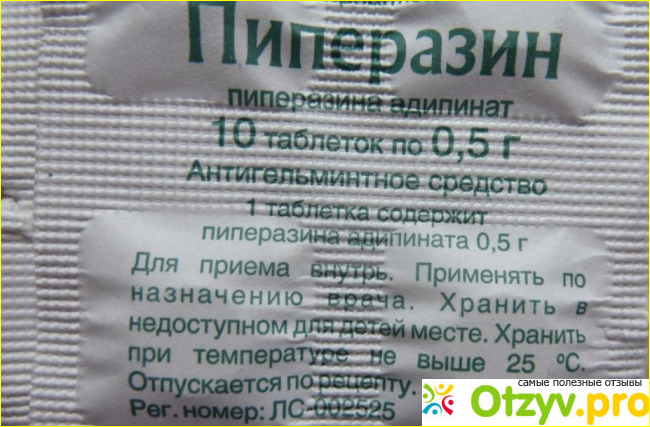 Пиперазин
пиперазина адипинат
10 таблеток по 0,5 г
Антигельминтное средство
1 таблетка содержит
пиперазина адипината 0,5 г
Для приема внутрь. Применять по
назначению врача. Хранить в
недоступном для детей месте. Хранить
при температуре не выше 25 °С.
Отпускается по рецепту.
Рег. номер: ЛС-002525
самые полезные отзывы
Otzyv.pro